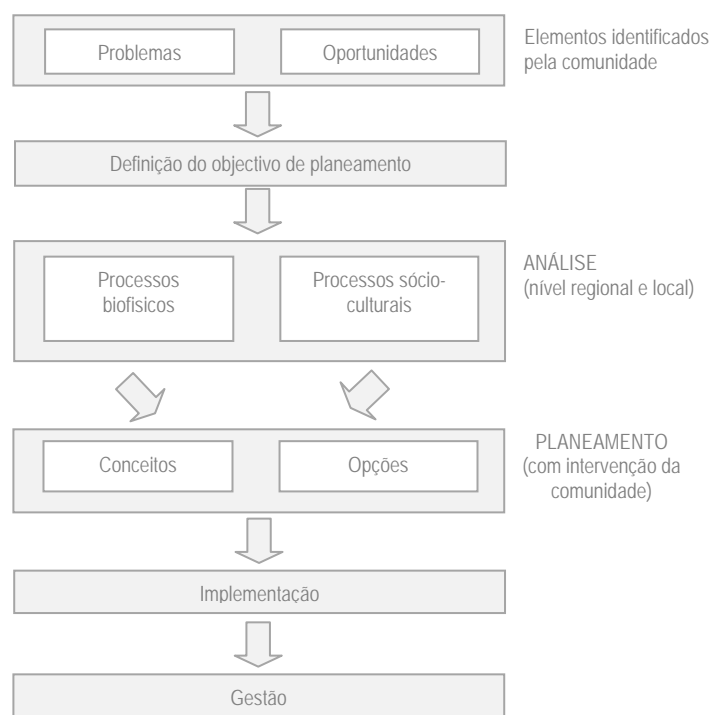 Problemas
Oportunidades
Elementos identificados
pela comunidade
Definição do objectivo de planeamento
Processos
biofisicos
Processos sócio-
culturais
ANÁLISE
(nível regional e local)
Conceitos
Opções
PLANEAMENTO
(com intervenção da
comunidade)
Implementação
Gestão